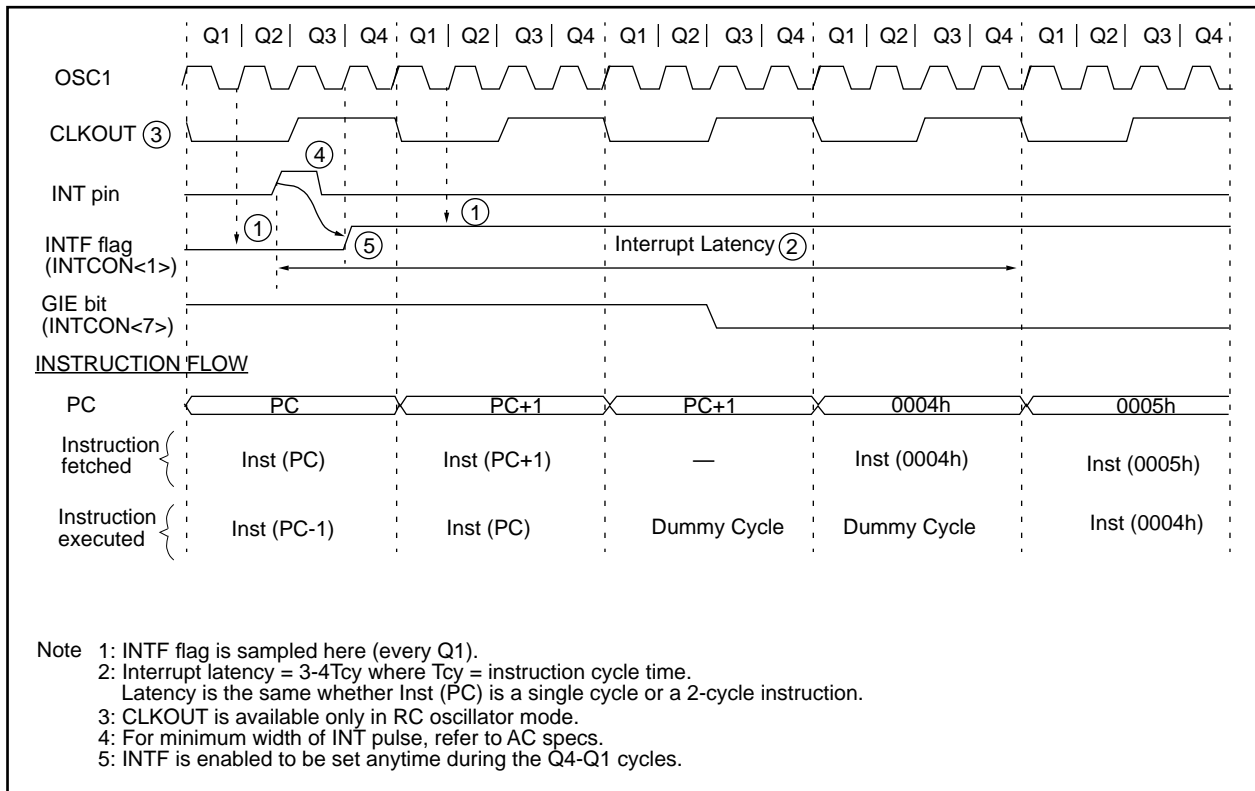 Q1 | Q2 | Q3 | Q4 Q1 | Q2 | Q3 | Q4 Q1 | Q2 | Q3 | Q4 Q1 | Q2 | Q3 | Q4 Q1 | Q2 | Q3 | Q4
OSC1
CLKOUT 3
4
INT pin
1 1
INTF flag
(INTCON<1>)
5
Interrupt Latency 2
GIE bit
(INTCON<7>)
INSTRUCTION FLOW
PC PC PC+1 PC+1 0004h 0005h
Instruction
fetched
Inst (PC) Inst (PC+1) — Inst (0004h) Inst (0005h)
Instruction
executed
Inst (PC-1) Inst (PC) Dummy Cycle Dummy Cycle Inst (0004h)
Note 1: INTF flag is sampled here (every Q1).
2: Interrupt latency = 3-4Tcy where Tcy = instruction cycle time.
Latency is the same whether Inst (PC) is a single cycle or a 2-cycle instruction.
3: CLKOUT is available only in RC oscillator mode.
4: For minimum width of INT pulse, refer to AC specs.
5: INTF is enabled to be set anytime during the Q4-Q1 cycles.